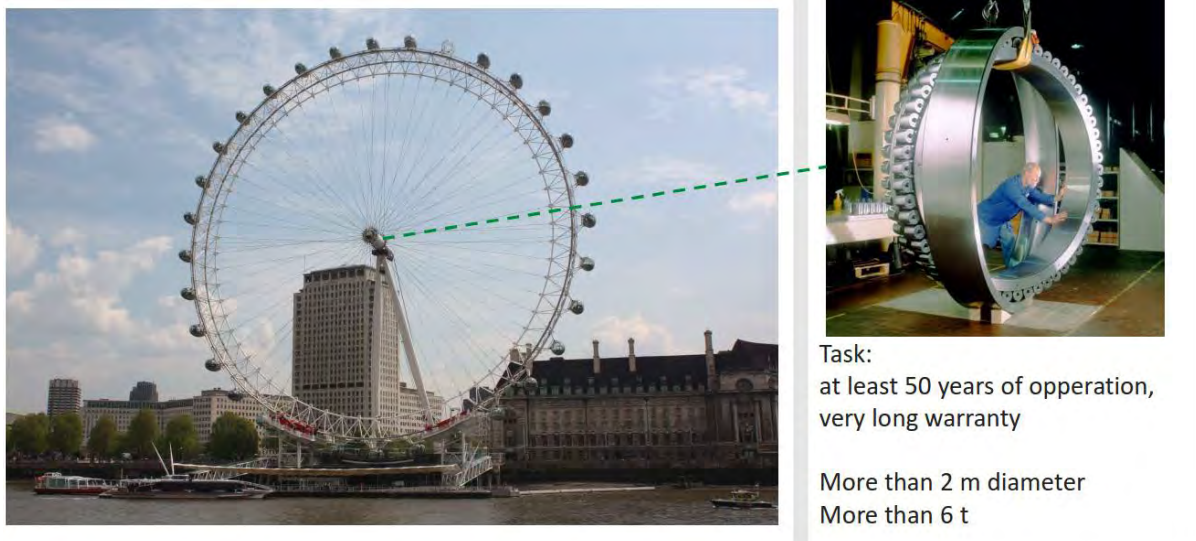 Task:
at least 50 years of opperation,
very long warranty
More than 2 m diameter
More than 6 t